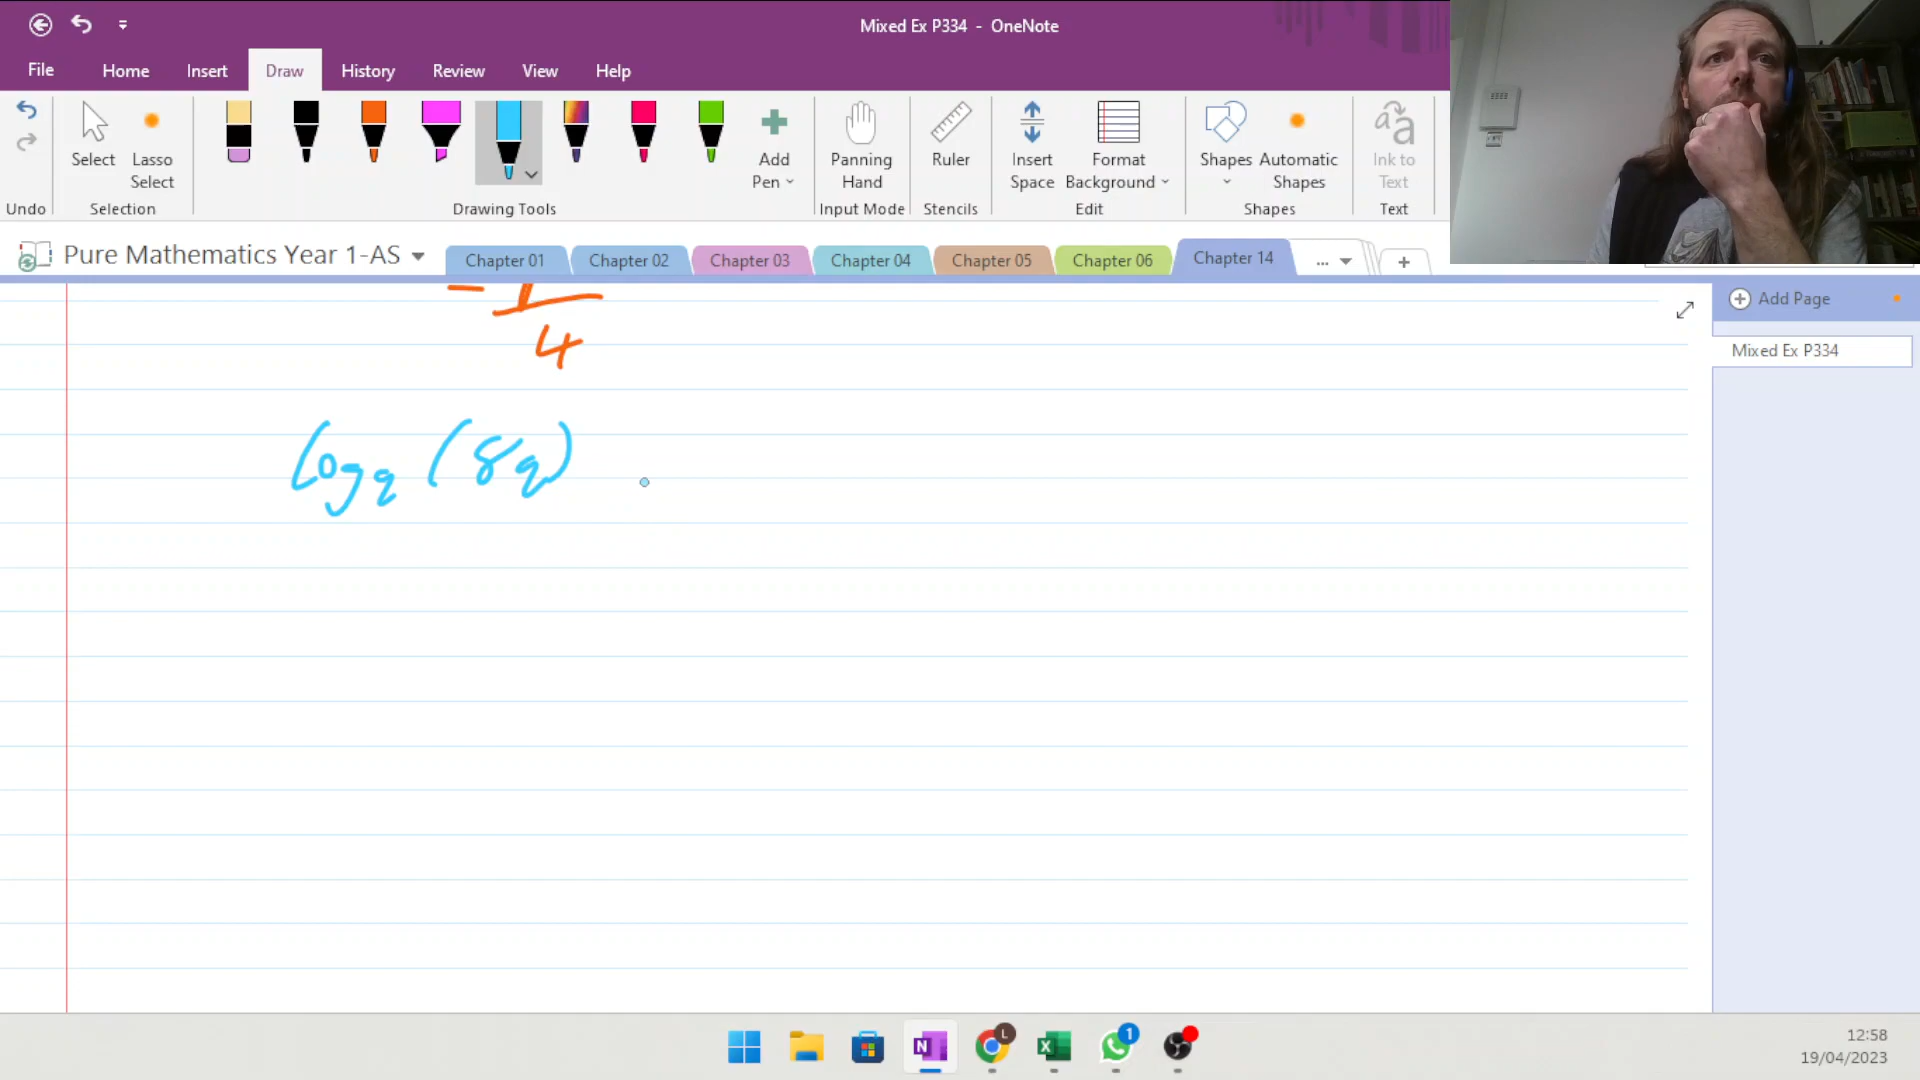 Mixed Ex P334 - OneNote
File Home Insert Draw History Review View Help
Select Lasso Select Add Pen Panning Hand Ruler Insert Space Format Background Shapes Automatic Shapes Ink to Text
Undo Selection Drawing Tools Input Mode Stencils Edit Shapes Text
Pure Mathematics Year 1-AS Chapter 01 Chapter 02 Chapter 03 Chapter 04 Chapter 05 Chapter 06 Chapter 14 ... +
Add Page
Mixed Ex P334
4
log q (8q)
L 1
12:58
19/04/2023